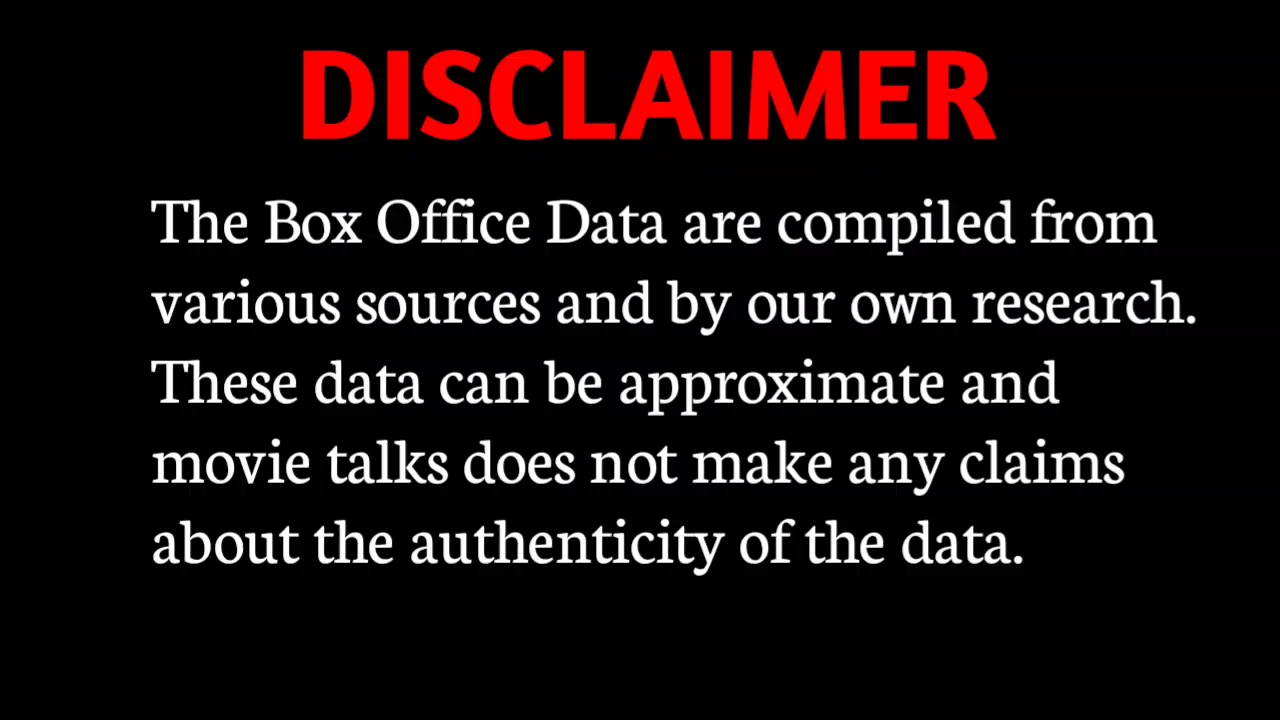 DISCLAIMER
The Box Office Data are compiled from
various sources and by our own research.
These data can be approximate and
movie talks does not make any claims
about the authenticity of the data.